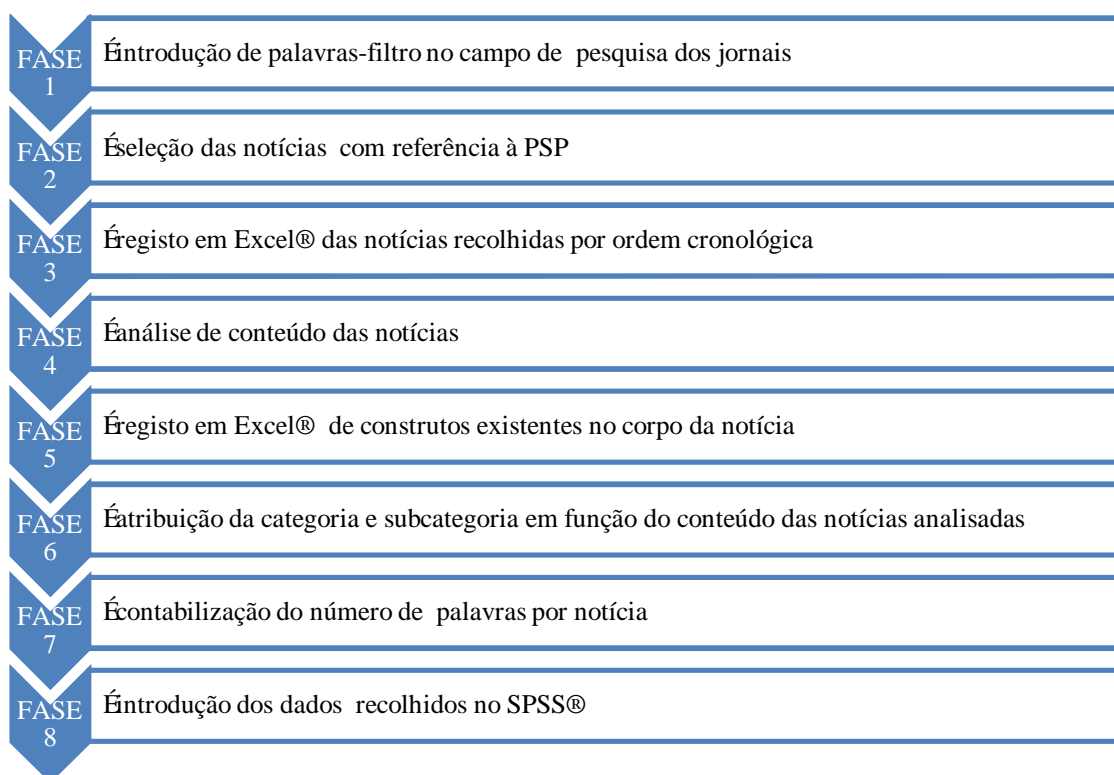 FASE
1
Éintrodução de palavras-filtro no campo de pesquisa dos jornais
FASE
2
Éseleção das notícias com referência à PSP
FASE
3
Éregisto em Excel® das notícias recolhidas por ordem cronológica
FASE
4
Éanálise de conteúdo das notícias
FASE
5
Éregisto em Excel® de construtos existentes no corpo da notícia
FASE
6
Éatribuição da categoria e subcategoria em função do conteúdo das notícias analisadas
FASE
7
Écontabilização do número de palavras por notícia
FASE
8
Éintrodução dos dados recolhidos no SPSS®